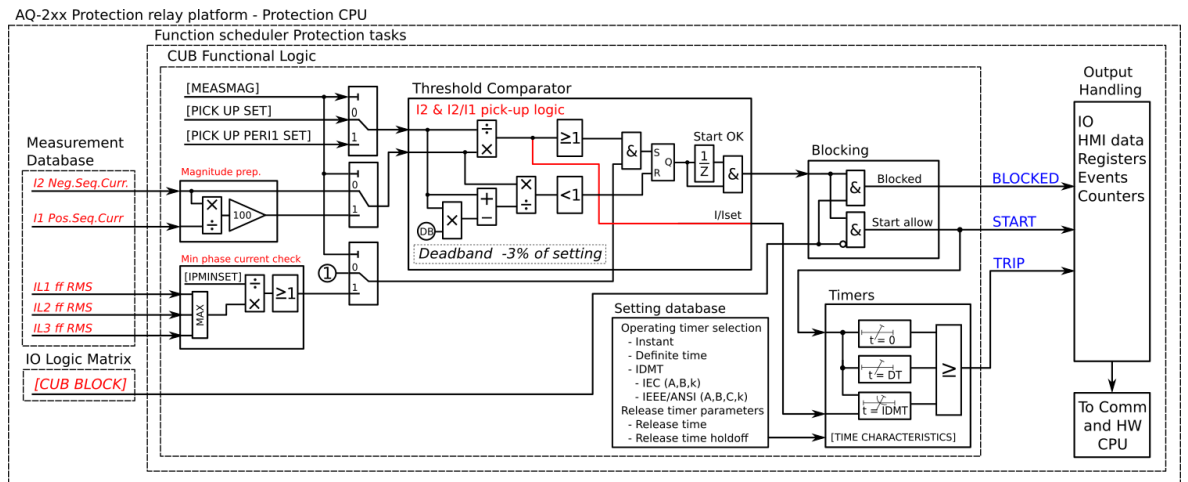 AQ-2xx Protection relay platform - Protection CPU
Function scheduler Protection tasks
CUB Functional Logic
[MEASMAG]
[PICK UP SET]
[PICK UP PERI1 SET]
0
1
Threshold Comparator
I2 & I2/I1 pick-up logic
÷
×
≥1
&
S
R
Q
Start OK
1
Z
&
÷
×
<1
+
−
×
DB
I/Iset
Deadband -3% of setting
Measurement
Database
I2 Neg.Seq.Curr.
I1 Pos.Seq.Curr
IL1 ff RMS
IL2 ff RMS
IL3 ff RMS
IO Logic Matrix
[CUB BLOCK]
Magnitude prep.
×
÷
100
0
1
Min phase current check
[IPMINSET]
MAX
÷
×
≥1
1
0
1
Blocking
&
Blocked
&
Start allow
BLOCKED
START
TRIP
Setting database
Operating timer selection
- Instant
- Definite time
- IDMT
- IEC (A,B,k)
- IEEE/ANSI (A,B,C,k)
Release timer parameters
- Release time
- Release time holdoff
Timers
t = 0
t = DT
t = IDMT
≥
[TIME CHARACTERISTICS]
Output
Handling
IO
HMI data
Registers
Events
Counters
To Comm
and HW
CPU